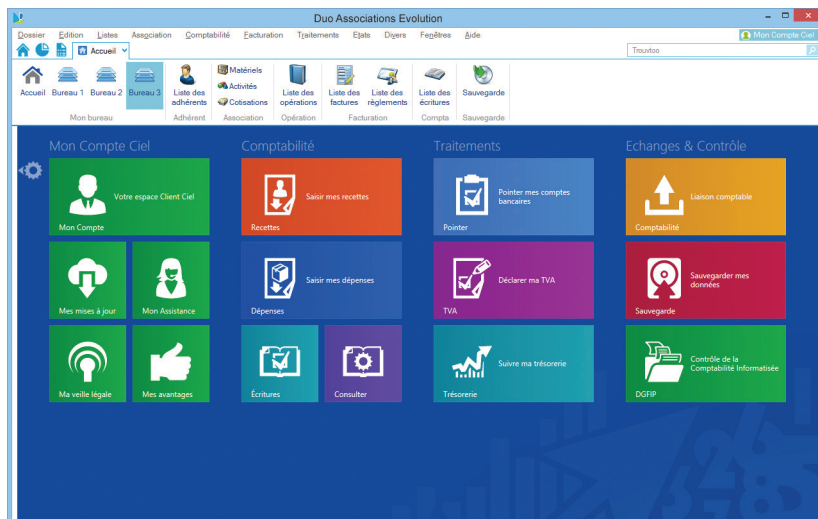 Duo Associations Evolution
Dossier Edition Listes Association Comptabilité Facturation Traitements Etats Divers Fenêtres Aide
Mon Compte Ciel
Accueil
Trouvtoo
Accueil Bureau 1 Bureau 2 Bureau 3
Liste des adhérents
Matériels
Activités
Cotisations
Liste des opérations
Liste des factures
Liste des règlements
Liste des écritures
Sauvegarde
Mon bureau Adhérent Association Opération Facturation Compta Sauvegarde
Mon Compte Ciel
Votre espace Client Ciel
Mon Compte
Mes mises à jour
Mon Assistance
Ma veille légale
Mes avantages
Comptabilité
Saisir mes recettes
Recettes
Saisir mes dépenses
Dépenses
Écritures
Consulter
Traitements
Pointer mes comptes
bancaires
Pointer
Déclarer ma TVA
TVA
Suivre ma trésorerie
Trésorerie
Echanges & Contrôle
Liaison comptable
Comptabilité
Sauvegarder mes
données
Sauvegarde
Contrôle de la
Comptabilité Informatisée
DGFIP